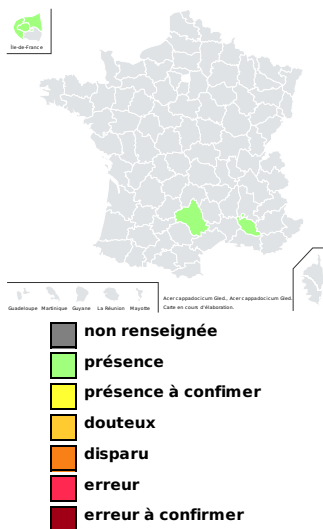 Île-de-France
Guadeloupe Martinique Guyane La Réunion Mayotte
Acer cappadocicum Gled., Acer cappadocicum Gled.
Carte en cours d'élaboration.
non renseignée
présence
présence à confimer
douteux
disparu
erreur
erreur à confirmer